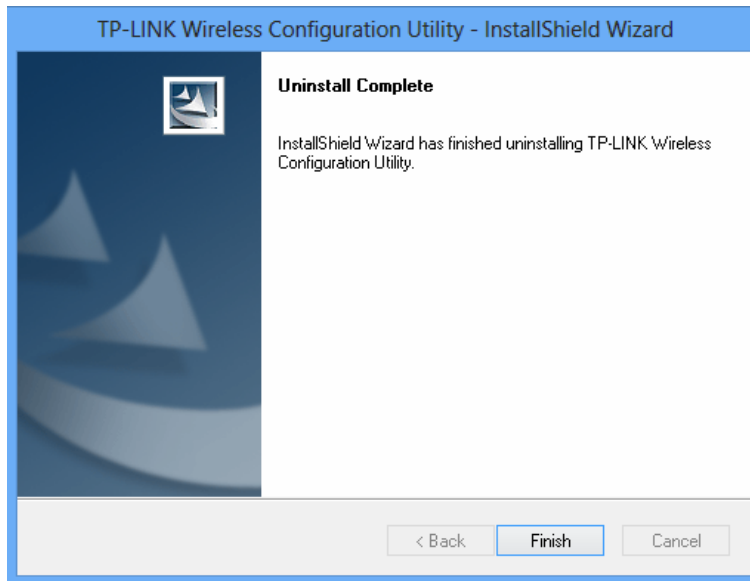 TP-LINK Wireless Configuration Utility - InstallShield Wizard
Uninstall Complete
InstallShield Wizard has finished uninstalling TP-LINK Wireless
Configuration Utility.
< Back Finish Cancel